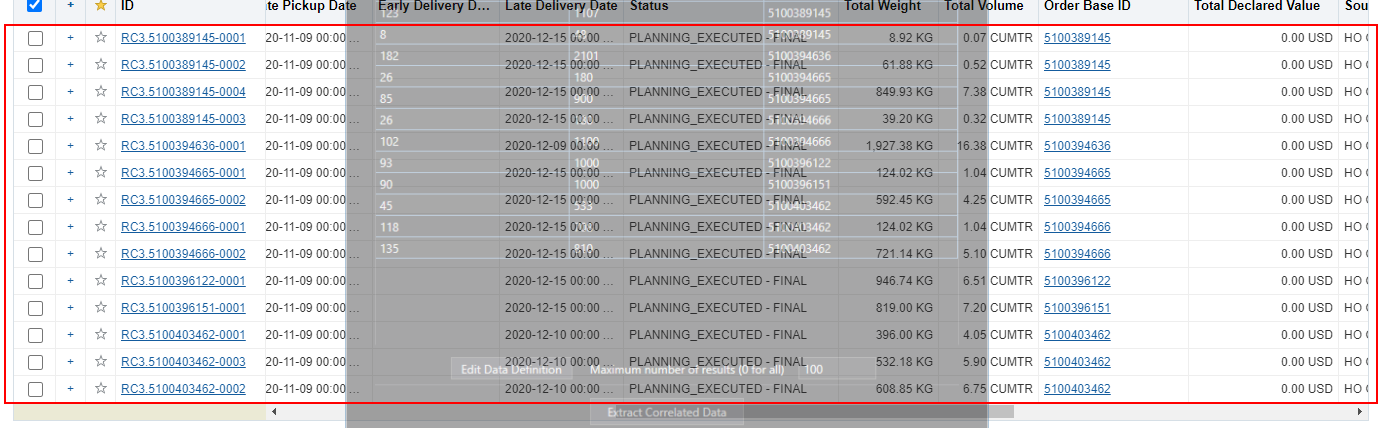 ID te Pickup Date Early Delivery D... Late Delivery Date Status Total Weight Total Volume Order Base ID Total Declared Value Sou
RC3.5100389145-0001 20-11-09 00:00 ... 2020-12-15 00:00 ... PLANNING_EXECUTED - FINAL 8.92 KG 0.07 CUMTR 5100389145 0.00 USD HO C
RC3.5100389145-0002 20-11-09 00:00 ... 2020-12-15 00:00 ... PLANNING_EXECUTED - FINAL 61.88 KG 0.52 CUMTR 5100389145 0.00 USD HO C
RC3.5100389145-0004 20-11-09 00:00 ... 2020-12-15 00:00 ... PLANNING_EXECUTED - FINAL 849.93 KG 7.38 CUMTR 5100389145 0.00 USD HO C
RC3.5100389145-0003 20-11-09 00:00 ... 2020-12-15 00:00 ... PLANNING_EXECUTED - FINAL 39.20 KG 0.32 CUMTR 5100389145 0.00 USD HO C
RC3.5100394636-0001 20-11-09 00:00 ... 2020-12-09 00:00 ... PLANNING_EXECUTED - FINAL 1,927.38 KG 16.38 CUMTR 5100394636 0.00 USD HO C
RC3.5100394665-0001 20-11-09 00:00 ... 2020-12-15 00:00 ... PLANNING_EXECUTED - FINAL 124.02 KG 1.04 CUMTR 5100394665 0.00 USD HO C
RC3.5100394665-0002 20-11-09 00:00 ... 2020-12-15 00:00 ... PLANNING_EXECUTED - FINAL 592.45 KG 4.25 CUMTR 5100394665 0.00 USD HO C
RC3.5100394666-0001 20-11-09 00:00 ... 2020-12-15 00:00 ... PLANNING_EXECUTED - FINAL 124.02 KG 1.04 CUMTR 5100394666 0.00 USD HO C
RC3.5100394666-0002 20-11-09 00:00 ... 2020-12-15 00:00 ... PLANNING_EXECUTED - FINAL 721.14 KG 5.10 CUMTR 5100394666 0.00 USD HO C
RC3.5100396122-0001 20-11-09 00:00 ... 2020-12-15 00:00 ... PLANNING_EXECUTED - FINAL 946.74 KG 6.51 CUMTR 5100396122 0.00 USD HO C
RC3.5100396151-0001 20-11-09 00:00 ... 2020-12-15 00:00 ... PLANNING_EXECUTED - FINAL 819.00 KG 7.20 CUMTR 5100396151 0.00 USD HO C
RC3.5100403462-0001 20-11-09 00:00 ... 2020-12-10 00:00 ... PLANNING_EXECUTED - FINAL 396.00 KG 4.05 CUMTR 5100403462 0.00 USD HO C
RC3.5100403462-0003 20-11-09 00:00 ... 2020-12-10 00:00 ... PLANNING_EXECUTED - FINAL 532.18 KG 5.90 CUMTR 5100403462 0.00 USD HO C
RC3.5100403462-0002 20-11-09 00:00 ... 2020-12-10 00:00 ... PLANNING_EXECUTED - FINAL 608.85 KG 6.75 CUMTR 5100403462 0.00 USD HO C
123 1107 5100389145
8 48 5100389145
182 2101 5100394636
26 180 5100394665
85 900 5100394665
26 5100394666
102 1100 5100394666
93 1000 5100396122
90 1000 5100396151
45 533 5100403462
118 5100403462
135 810 5100403462
Edit Data Definition Maximum number of results (0 for all) 100
Extract Correlated Data